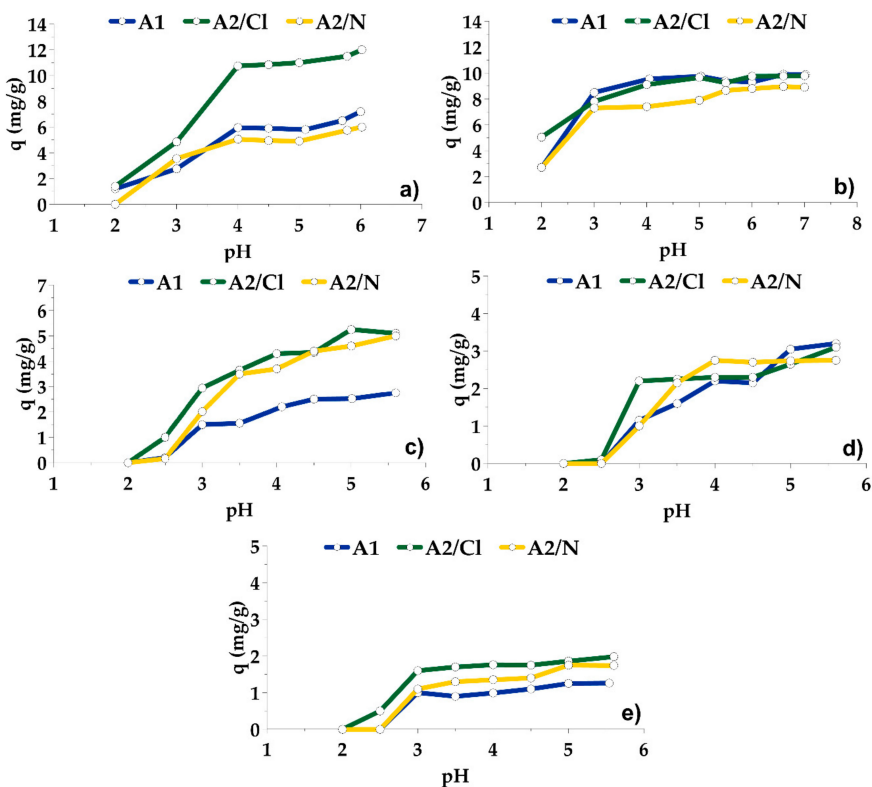 A1 A2/Cl A2/N
14
12
10
8
6
4
2
0
q (mg/g)
1 2 3 4 5 6 7
pH
a)
A1 A2/Cl A2/N
14
12
10
8
6
4
2
0
q (mg/g)
1 2 3 4 5 6 7 8
pH
b)
A1 A2/Cl A2/N
7
6
5
4
3
2
1
0
q (mg/g)
1 2 3 4 5 6
pH
c)
A1 A2/Cl A2/N
5
4
3
2
1
0
q (mg/g)
1 2 3 4 5 6
pH
d)
A1 A2/Cl A2/N
5
4
3
2
1
0
q (mg/g)
1 2 3 4 5 6
pH
e)